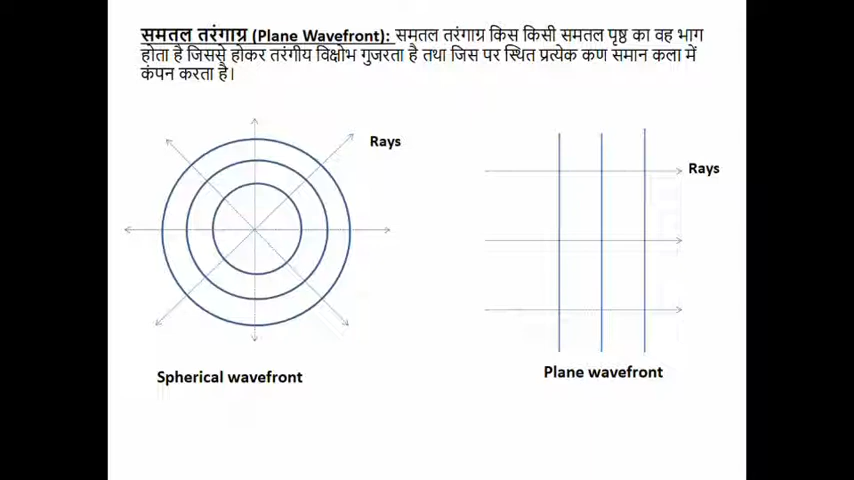 समतल तरंगाग्र (Plane Wavefront): समतल तरंगाग्र किस किसी समतल पृष्ठ का वह भाग
होता है जिससे होकर तरंगीय विक्षोभ गुजरता है तथा जिस पर स्थित प्रत्येक कण समान कला में
कंपन करता है।
Rays
Rays
Spherical wavefront
Plane wavefront